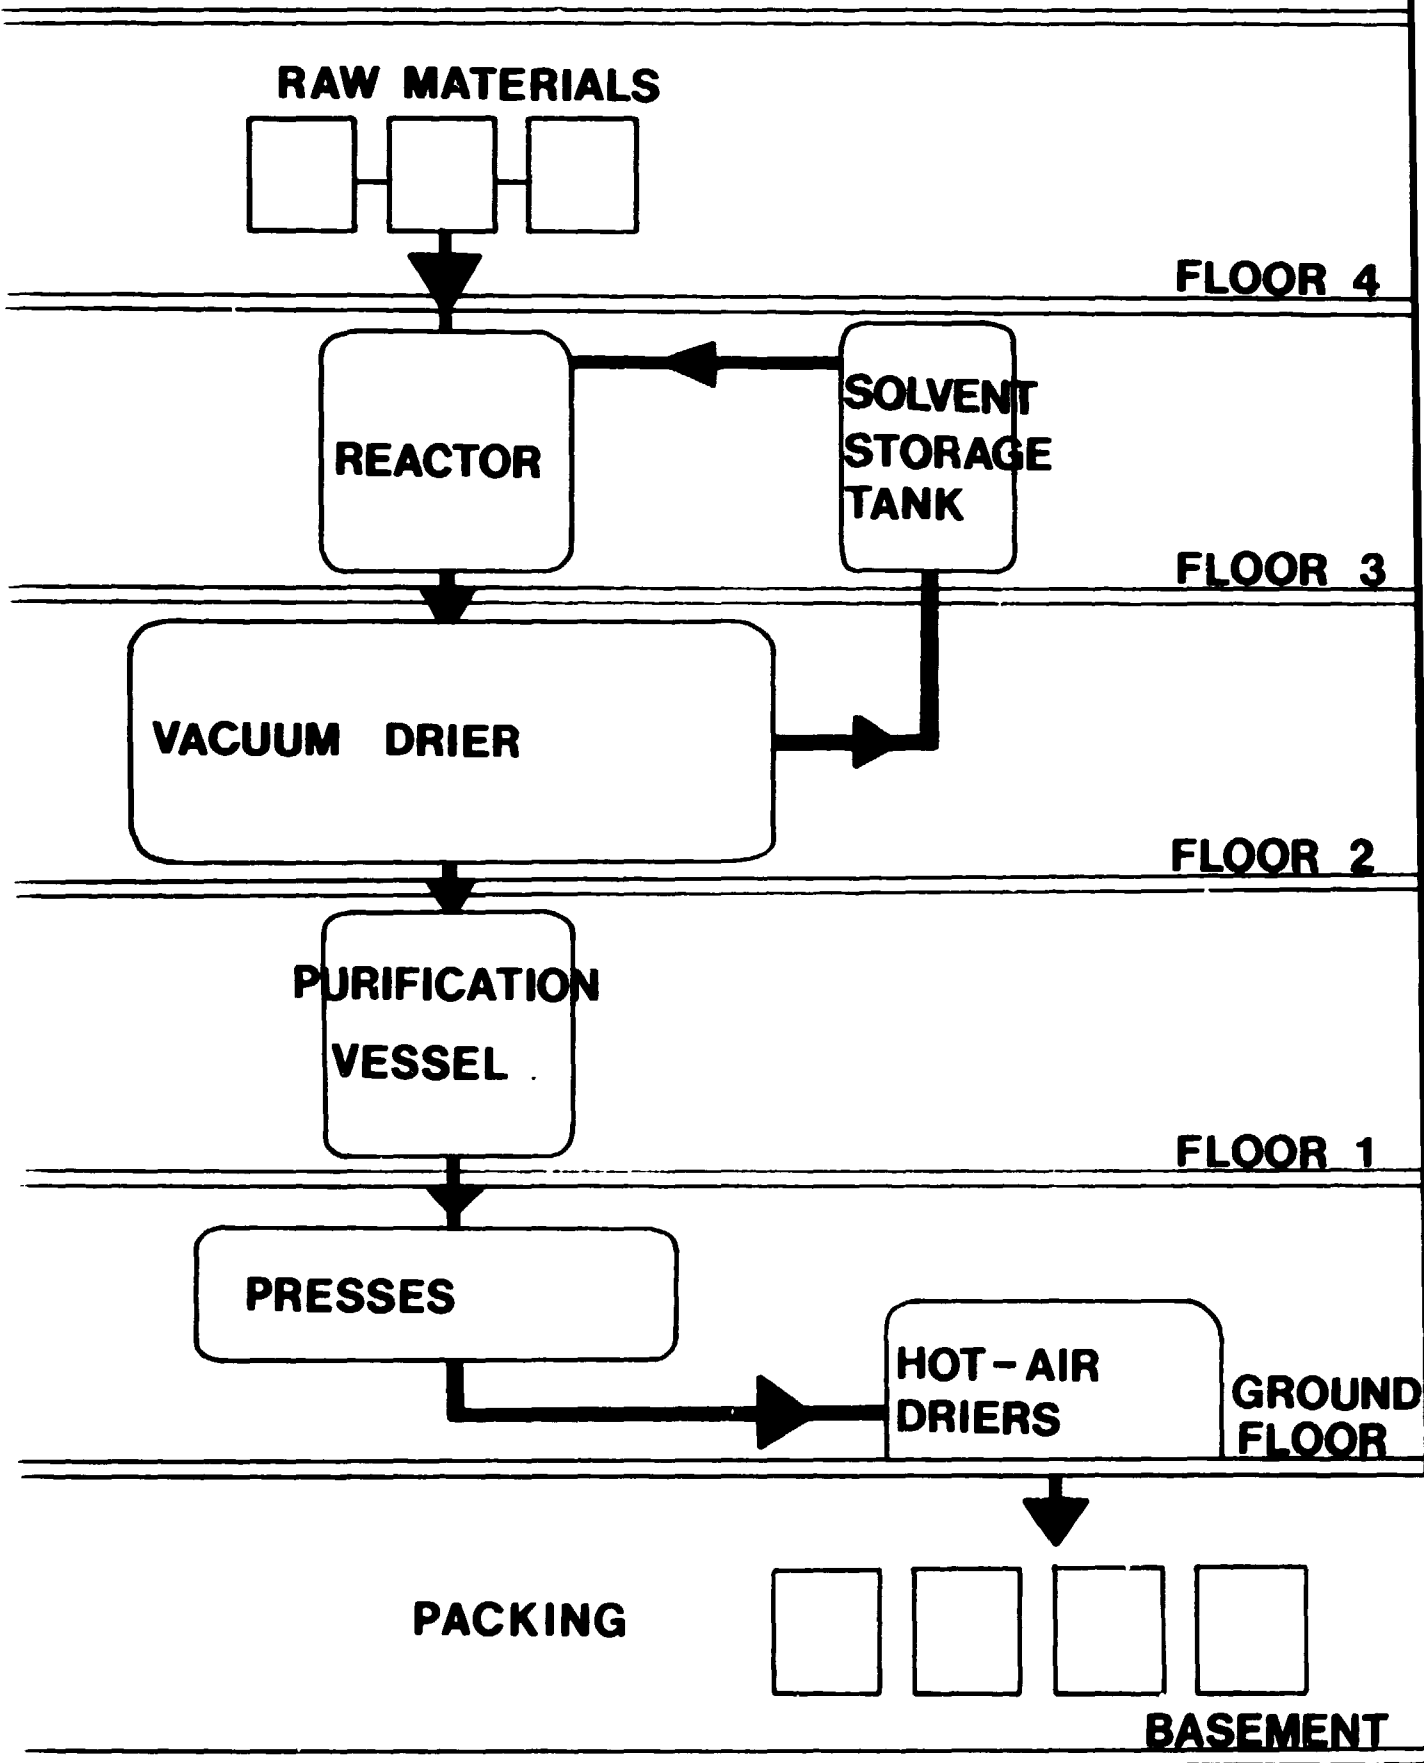 RAW MATERIALS
FLOOR 4
SOLVENT
STORAGE
TANK
REACTOR
FLOOR 3
VACUUM DRIER
FLOOR 2
PURIFICATION
VESSEL
FLOOR 1
PRESSES
HOT-AIR
DRIERS
GROUND
FLOOR
PACKING
BASEMENT